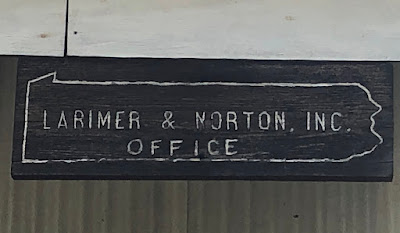 LARIMER & NORTON, INC.
OFFICE